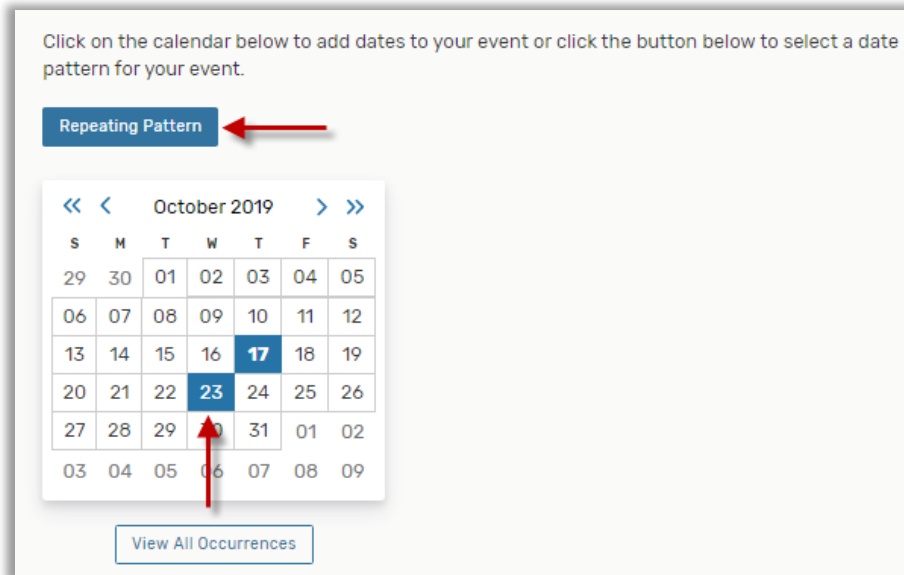 Click on the calendar below to add dates to your event or click the button below to select a date
pattern for your event.
Repeating Pattern
October 2019
S M T W T F S
29 30 01 02 03 04 05
06 07 08 09 10 11 12
13 14 15 16 17 18 19
20 21 22 23 24 25 26
27 28 29 30 31 01 02
03 04 05 06 07 08 09
View All Occurrences